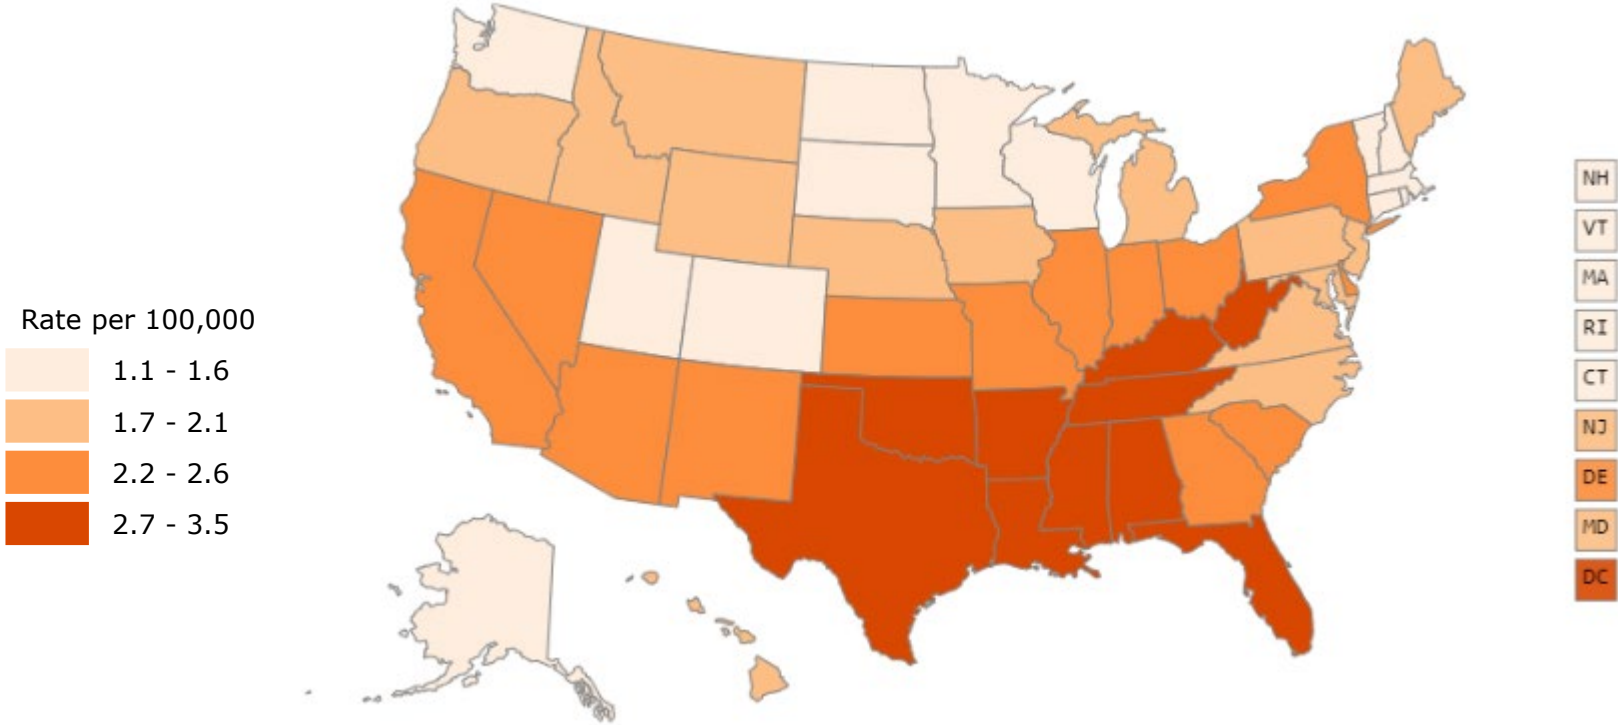 Rate per 100,000
1.1 - 1.6
1.7 - 2.1
2.2 - 2.6
2.7 - 3.5
NH
VT
MA
RI
CT
NJ
DE
MD
DC